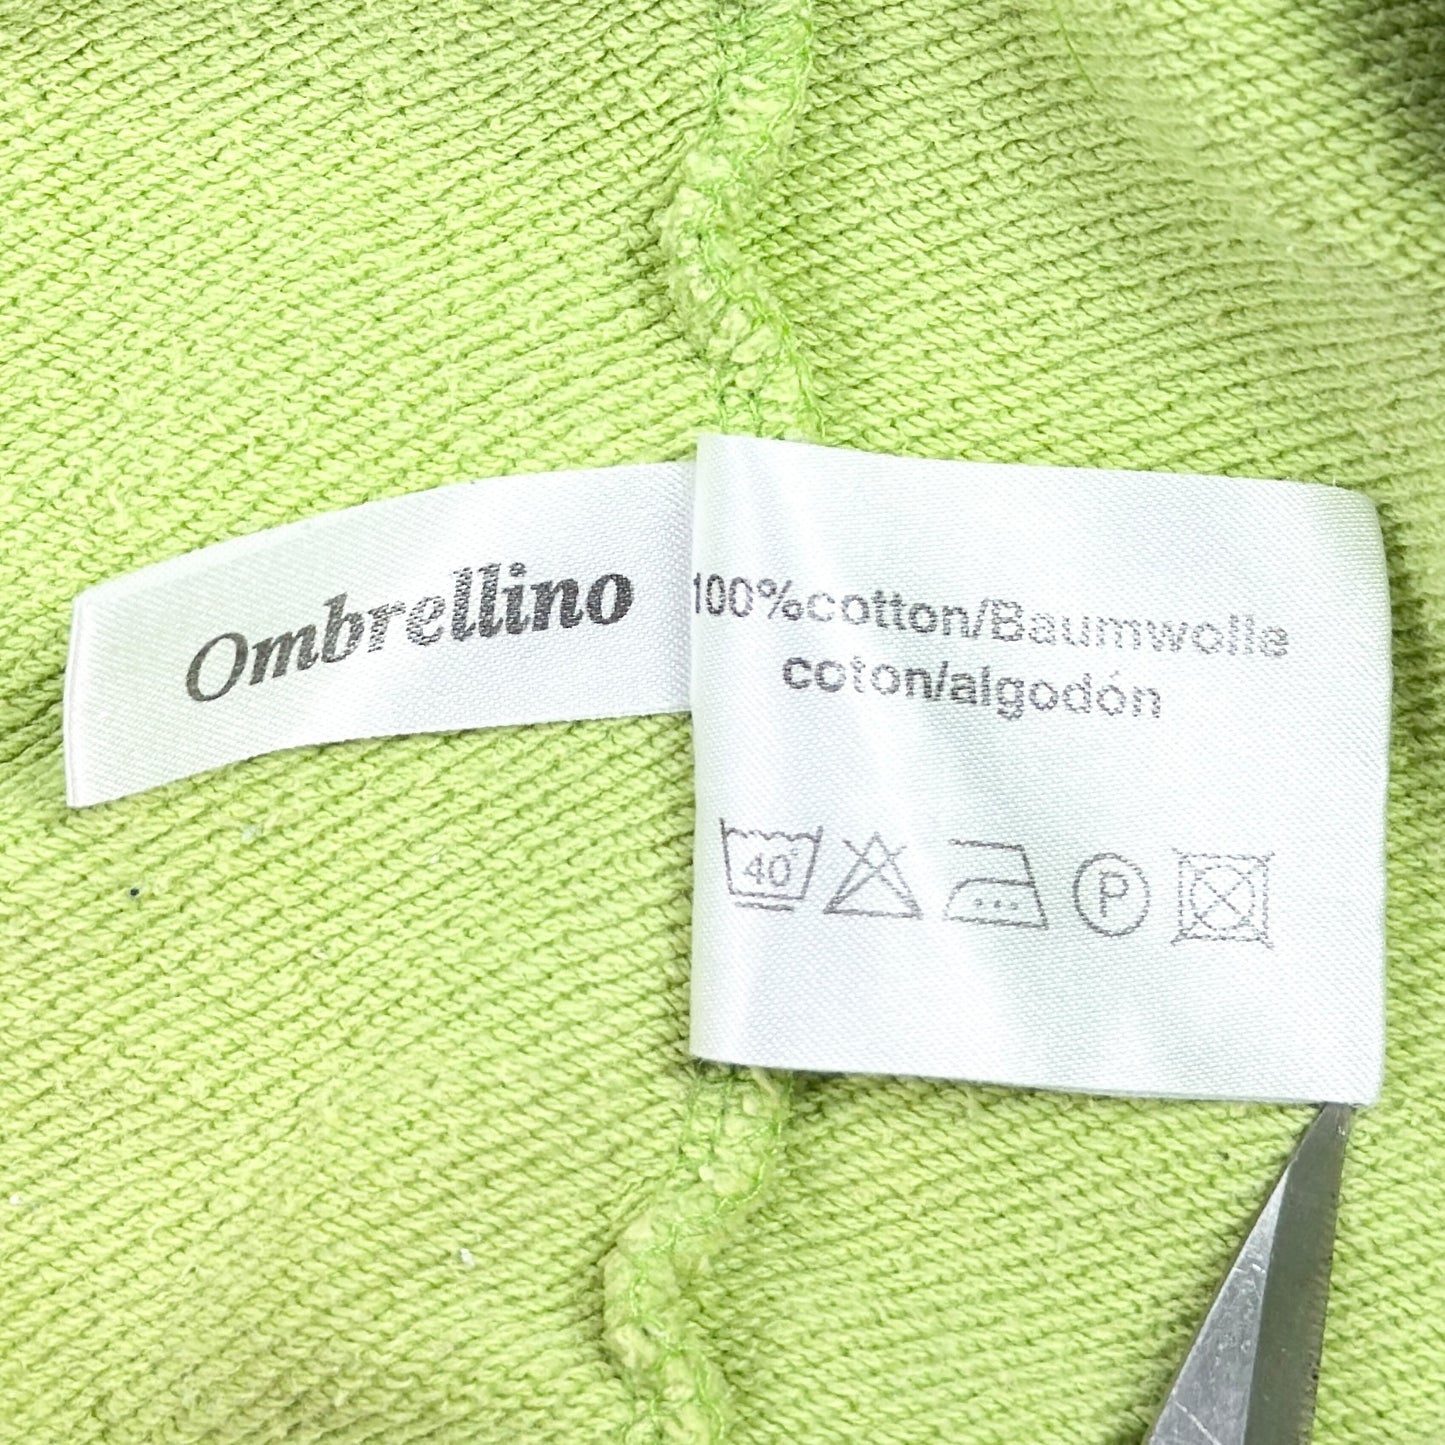 Ombrellino
100%cotton/Baumwolle
coton/algodón
40°
P